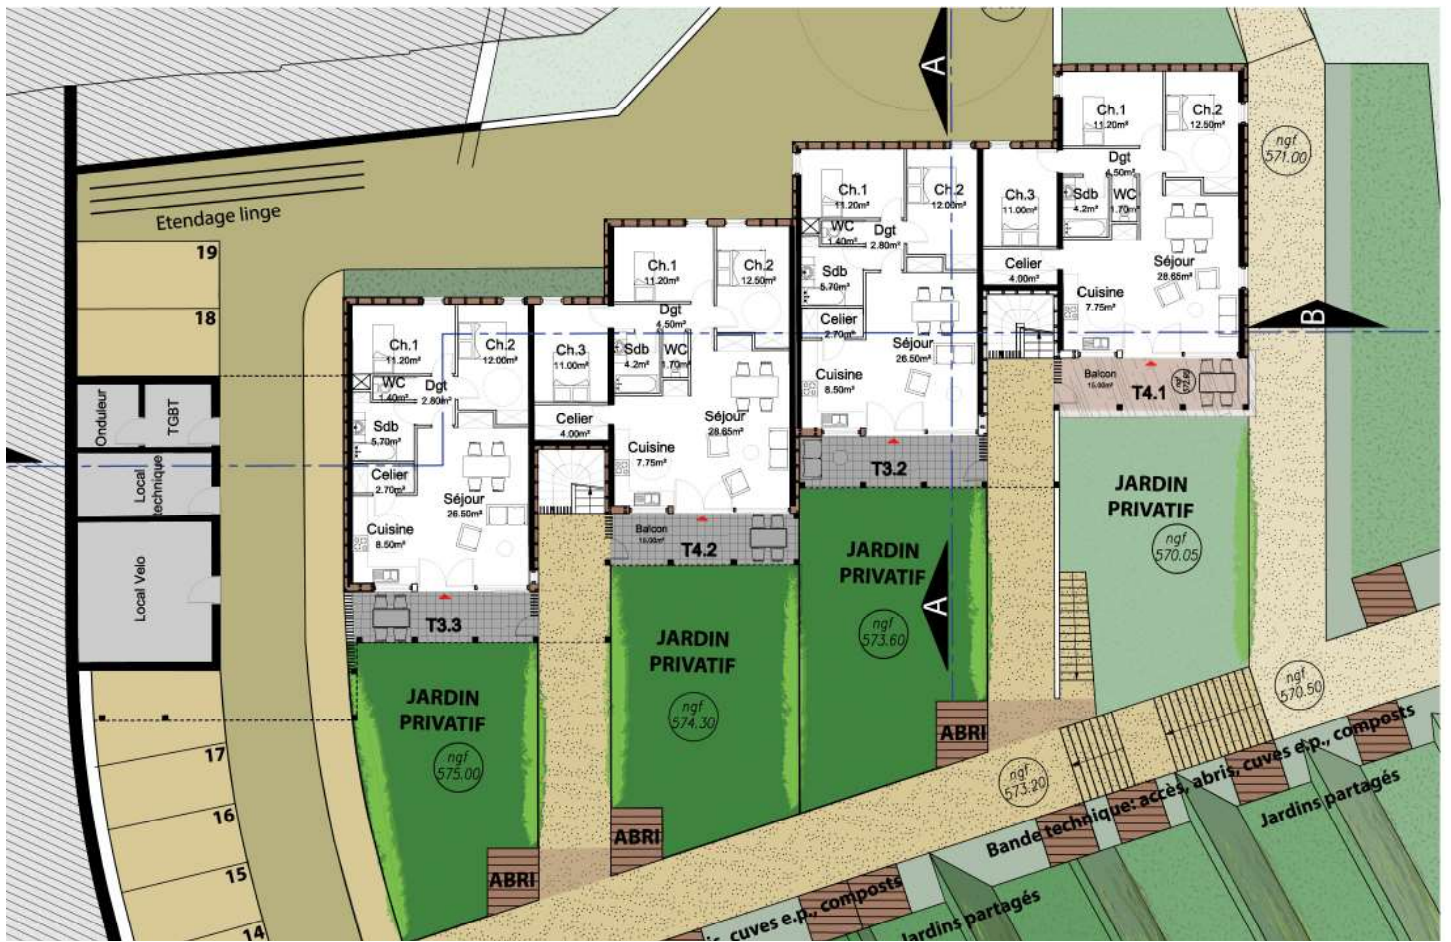 A
Ch.1
11.20m²
Ch.2
12.50m²
ngf
571.00
Dgt
4.50m²
Ch.3
11.00m²
Sdb
4.2m²
WC
1.70m²
Celier
4.00m²
Séjour
28.65m²
Cuisine
7.75m²
B
Balcon
15.00m²
T4.1
JARDIN
PRIVATIF
ngf
570.05
Ch.1
11.20m²
Ch.2
12.00m²
WC
1.40m²
Dgt
2.80m²
Sdb
5.70m²
Celier
2.70m²
Séjour
26.50m²
Cuisine
8.50m²
T3.2
JARDIN
PRIVATIF
ngf
573.60
A
ABRI
Etendage linge
19
18
Ch.1
11.20m²
Ch.2
12.50m²
Dgt
4.50m²
Ch.3
11.00m²
Sdb
4.2m²
WC
1.70m²
Celier
4.00m²
Séjour
28.65m²
Cuisine
7.75m²
Balcon
15.00m²
T4.2
JARDIN
PRIVATIF
ngf
574.30
ABRI
Ch.1
11.20m²
Ch.2
12.00m²
WC
1.40m²
Dgt
2.80m²
Sdb
5.70m²
Celier
2.70m²
Séjour
26.50m²
Cuisine
8.50m²
T3.3
JARDIN
PRIVATIF
ngf
575.00
ABRI
Onduleur
TGBT
Local
technique
Local Velo
17
16
15
14
ngf
573.20
ngf
570.50
Bande technique: accès, abris, cuves e.p., composts
Jardins partagés
cuves e.p., composts
Jardins partagés